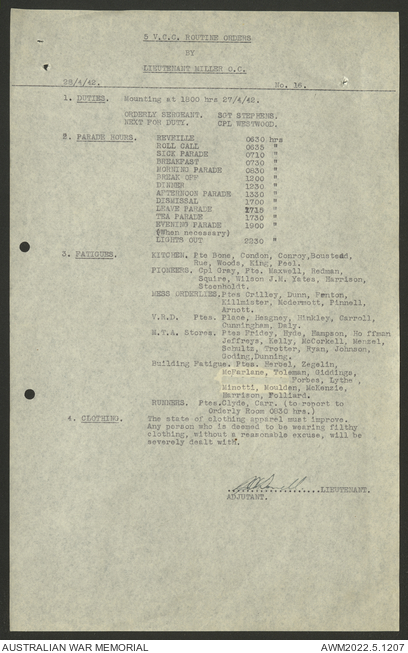 5 V.C.C. ROUTINE ORDERS
BY
LIEUTENANT MILLER O.C.
28/4/42. No. 16.
1. DUTIES. Mounting at 1800 hrs 27/4/42.
ORDERLY SERGEANT. SGT STEPHENS.
NEXT FOR DUTY. CPL WESTWOOD.
2. PARADE HOURS. REVEILLE 0630 hrs
ROLL CALL 0635 "
SICK PARADE 0710 "
BREAKFAST 0730 "
MORNING PARADE 0830 "
BREAK OFF 1200 "
DINNER 1230 "
AFTERNOON PARADE 1330 "
DISMISSAL 1700 "
LEAVE PARADE 1715 "
TEA PARADE 1730 "
EVENING PARADE 1900 "
(When necessary)
LIGHTS OUT 2230 "
3. FATIGUES. KITCHEN. Pte Bone, Condon, Conroy, Boustead,
Rue, Woods, King, Peel.
PIONEERS. Cpl Gray, Pte. Maxwell, Redman,
Squire, Wilson J.M. Yates, Harrison,
Steenholdt.
MESS ORDERLIES. Ptes Crilley, Dunn, Fenton,
Killmister, McDermott, Pinnell,
Arnott.
V.R.D. Ptes. Place, Heagney, Hinkley, Carroll,
Cunningham, Daly.
M.T.A. Stores. Ptes Friday, Hyde, Hampson, Hoffman
Jeffreys, Kelly, McCorkell, Menzel,
Schultz, Trotter, Ryan, Johnson,
Goding, Dunning.
Building Fatigue. Ptes. Herbel, Zegelin,
McFarlane, Toleman, Giddings,
Forbes, Lythe,
Minotti, Moulden, McKenzie,
Harrison, Folliard.
RUNNERS. Ptes. Clyde, Carr. (to report to
Orderly Room 0830 hrs.)
4. CLOTHING. The state of clothing apparel must improve.
Any person who is deemed to be wearing filthy
clothing, without a reasonable excuse, will be
severely dealt with.
LIEUTENANT.
ADJUTANT.
AUSTRALIAN WAR MEMORIAL AWM2022.5.1207